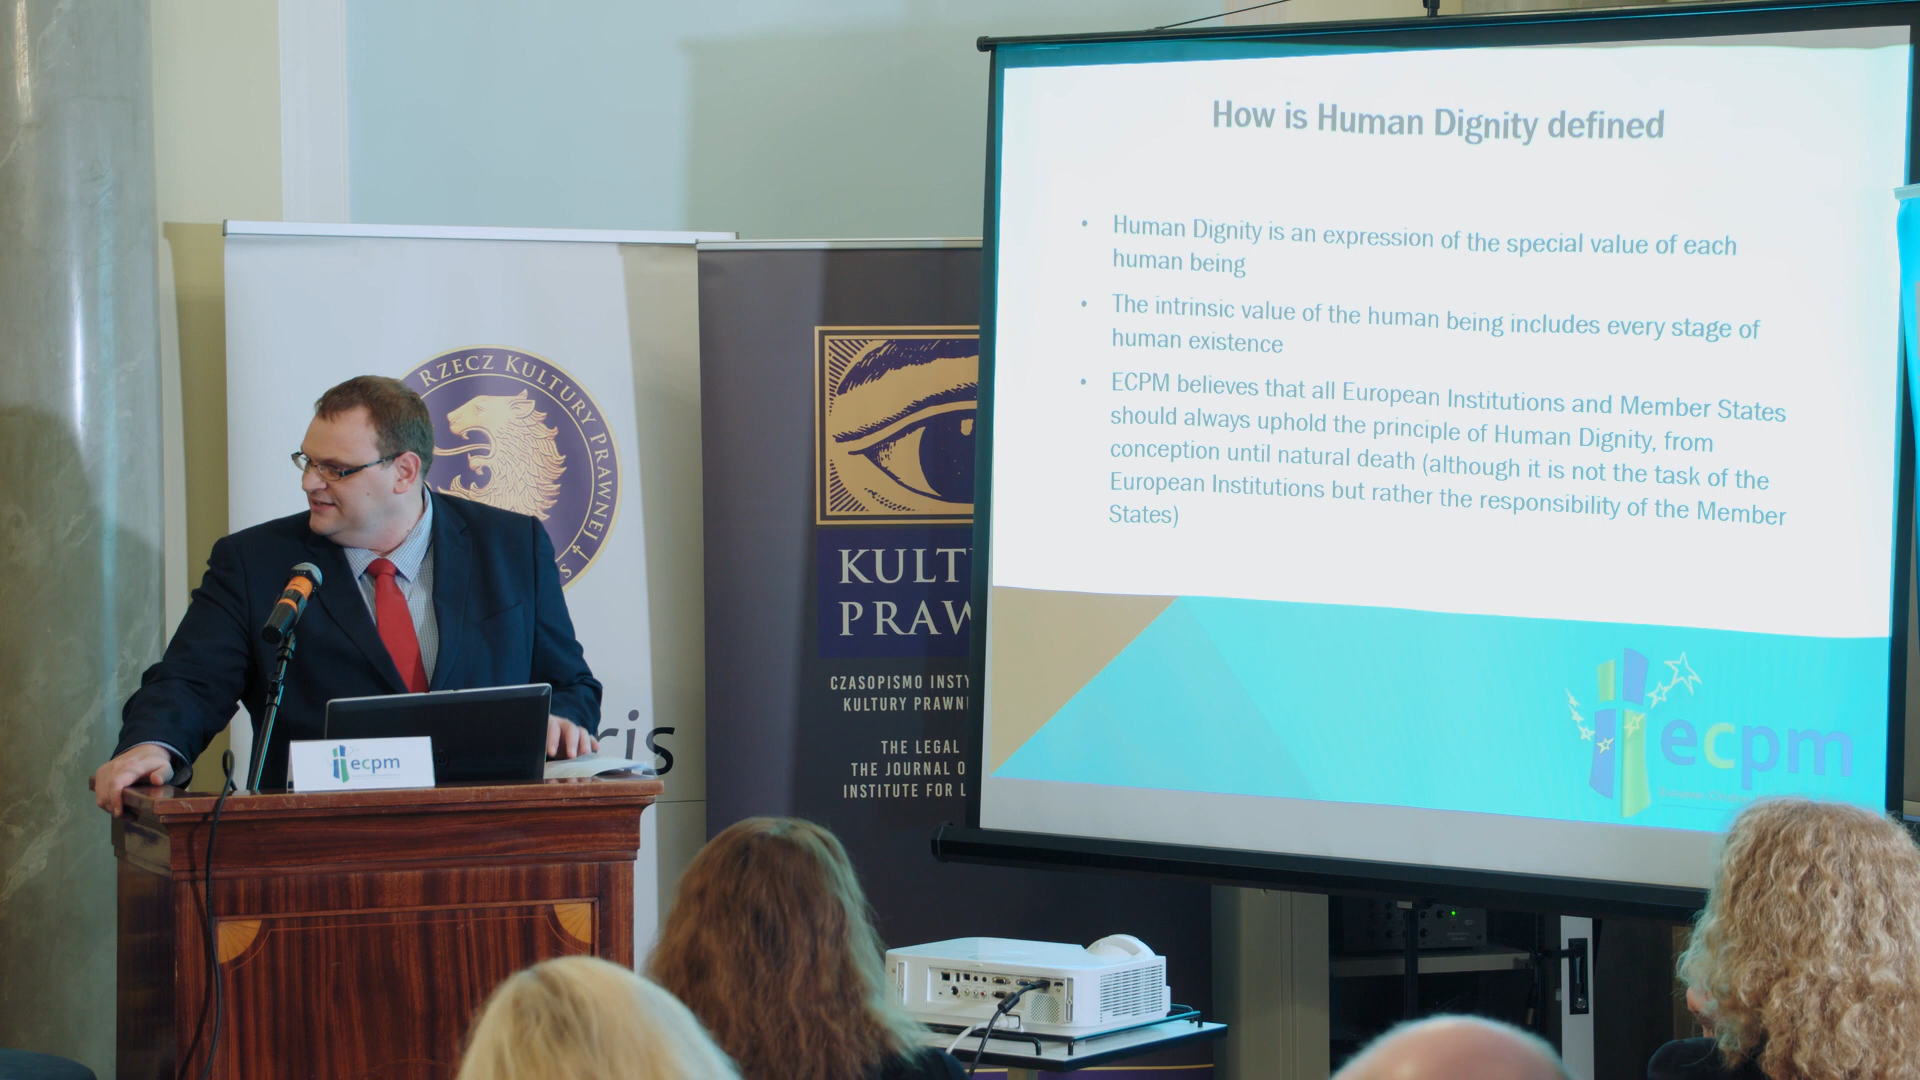 How is Human Dignity defined
• Human Dignity is an expression of the special value of each
human being
• The intrinsic value of the human being includes every stage of
human existence
• ECPM believes that all European Institutions and Member States
should always uphold the principle of Human Dignity, from
conception until natural death (although it is not the task of the
European Institutions but rather the responsibility of the Member
States)
ecpm
RZECZ KULTURY PRAWNEJ
ris
KULT
PRAW
CZASOPISMO INSTY
KULTURY PRAWN
THE LEGAL
THE JOURNAL O
INSTITUTE FOR L
ecpm